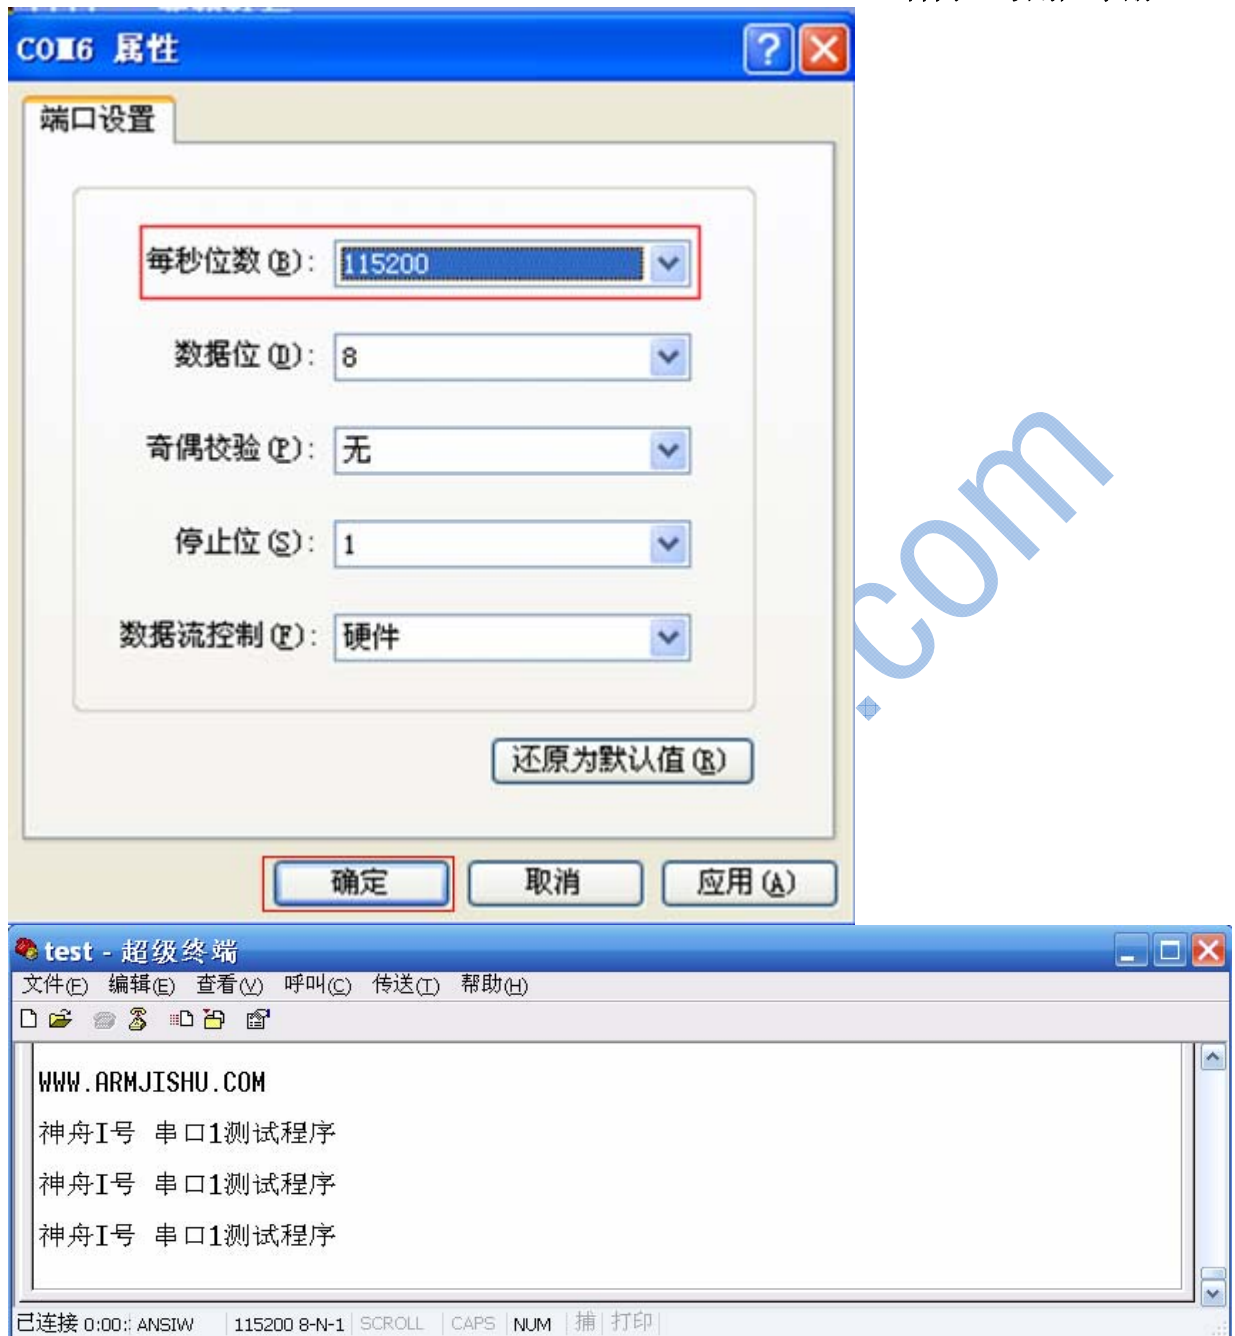 COM6 属性
端口设置
每秒位数(B): 115200
数据位(D): 8
奇偶校验(P): 无
停止位(S): 1
数据流控制(F): 硬件
还原为默认值(R)
确定 取消 应用(A)
.com
test - 超级终端
文件(F) 编辑(E) 查看(V) 呼叫(C) 传送(T) 帮助(H)
WWW.ARMJISHU.COM
神舟I号 串口1测试程序
神舟I号 串口1测试程序
神舟I号 串口1测试程序
已连接 0:00: ANSIW 115200 8-N-1 SCROLL CAPS NUM 捕 打印